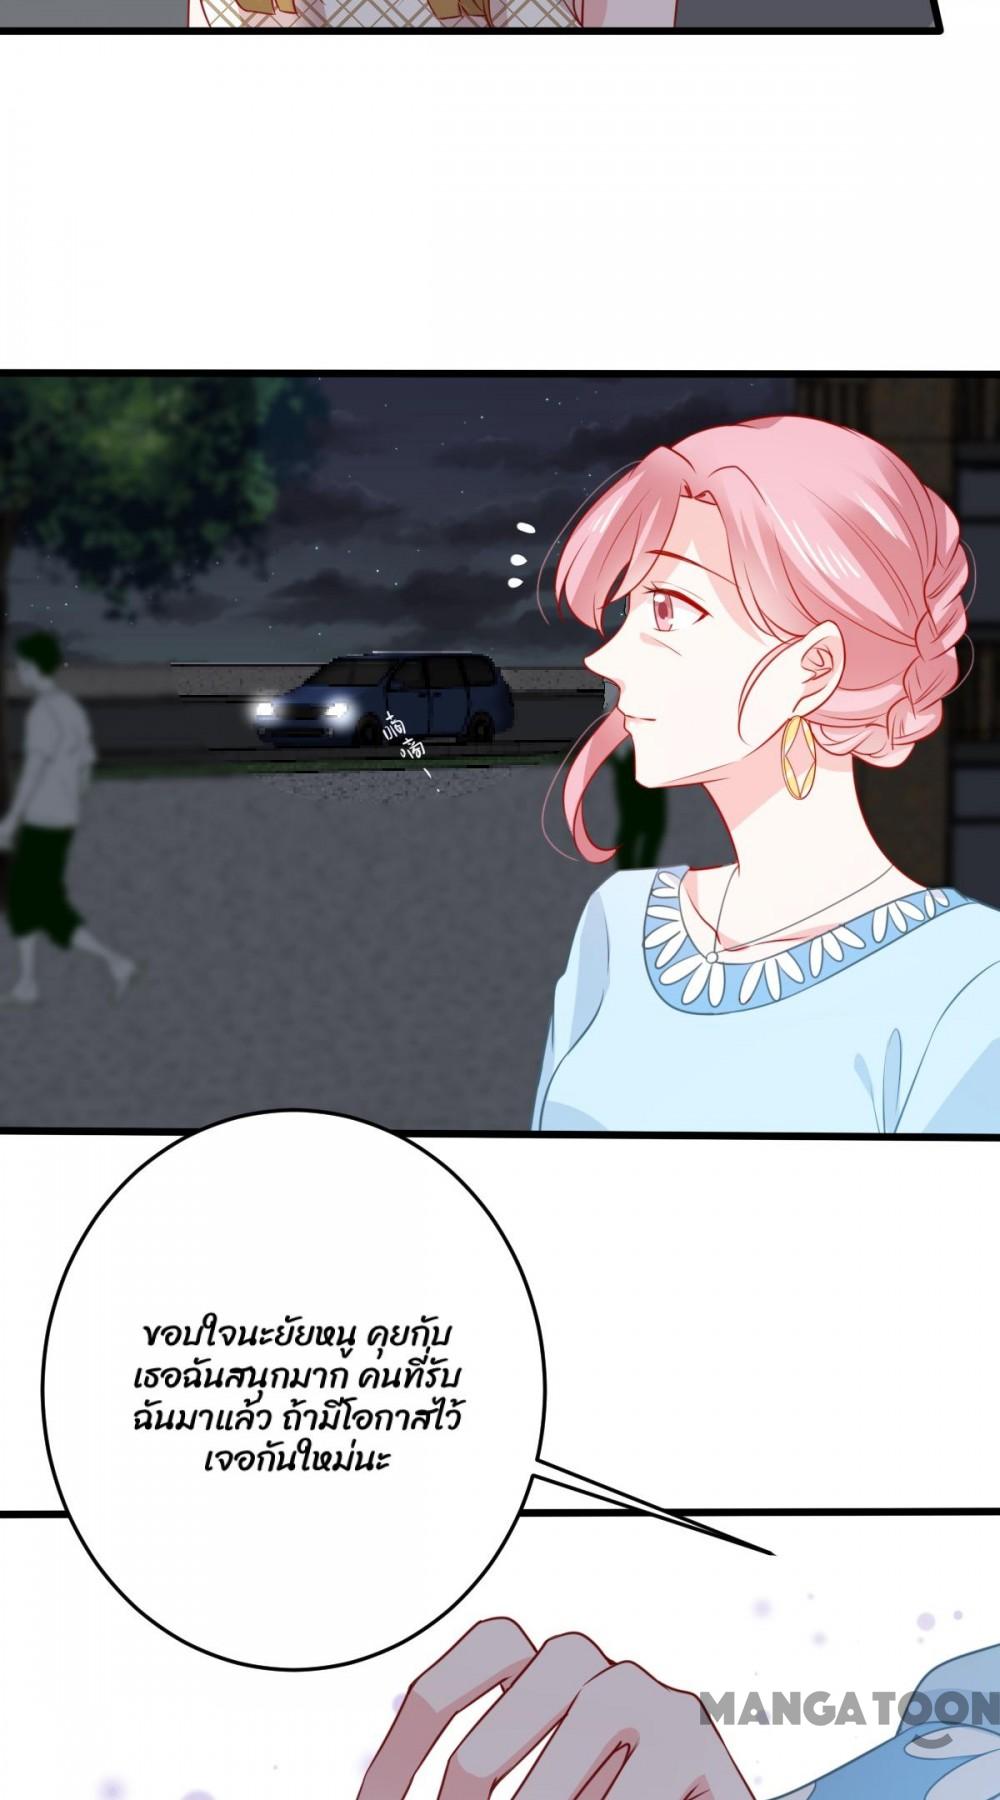 嘀
嘀
ขอบใจนะยัยหนู คุยกับ
เธอฉันสนุกมาก คนที่รับ
ฉันมาแล้ว ถ้ามีโอกาสไว้
เจอกันใหม่นะ
MANGATOON